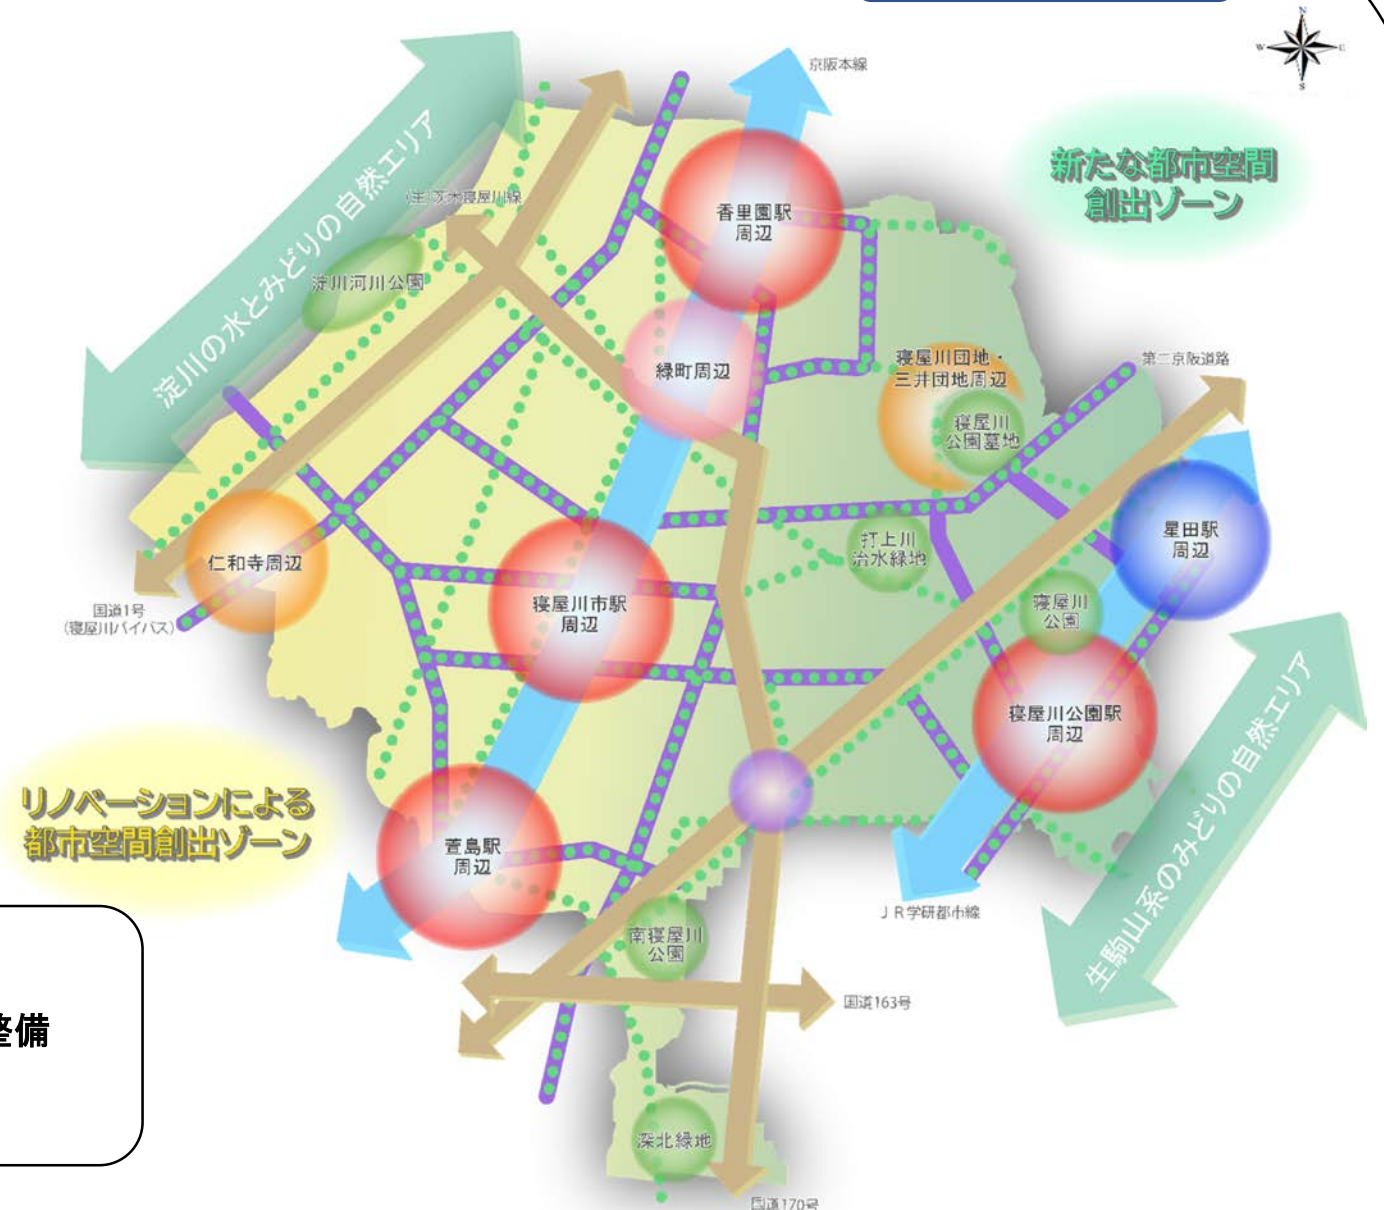 N
W
E
S
京阪本線
新たな都市空間
創出ゾーン
淀川の水とみどりの自然エリア
(主)茨木寝屋川線
香里園駅
周辺
淀川河川公園
緑町周辺
寝屋川団地・
三井団地周辺
第二京阪道路
寝屋川
公園墓地
星田駅
周辺
打上川
治水緑地
仁和寺周辺
国道1号
(寝屋川バイパス)
寝屋川市駅
周辺
寝屋川
公園
寝屋川公園駅
周辺
生駒山系のみどりの自然エリア
リノベーションによる
都市空間創出ゾーン
萱島駅
周辺
JR学研都市線
南寝屋川
公園
国道163号
整備
深北緑地
国道170号